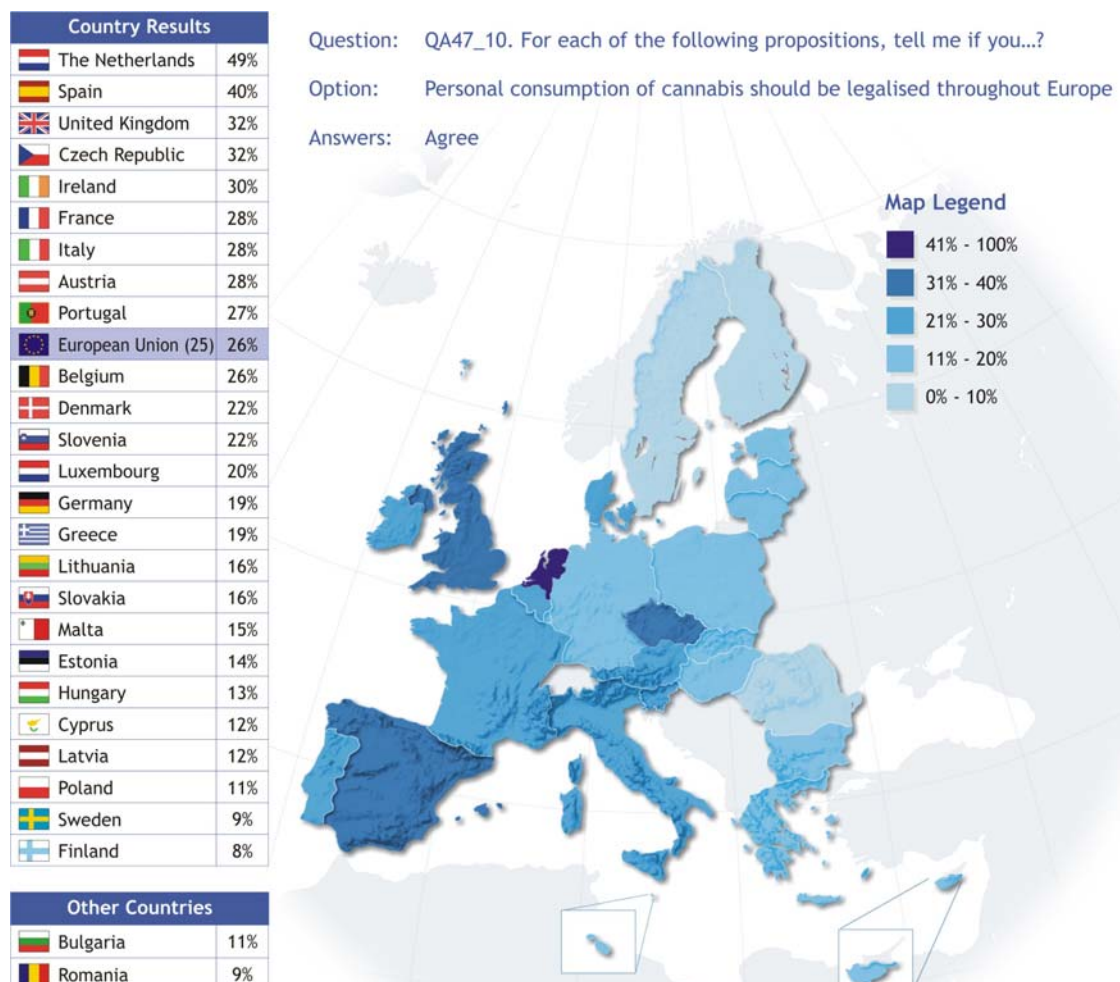 Country Results
The Netherlands 49%
Spain 40%
United Kingdom 32%
Czech Republic 32%
Ireland 30%
France 28%
Italy 28%
Austria 28%
Portugal 27%
European Union (25) 26%
Belgium 26%
Denmark 22%
Slovenia 22%
Luxembourg 20%
Germany 19%
Greece 19%
Lithuania 16%
Slovakia 16%
Malta 15%
Estonia 14%
Hungary 13%
Cyprus 12%
Latvia 12%
Poland 11%
Sweden 9%
Finland 8%
Other Countries
Bulgaria 11%
Romania 9%
Question: QA47_10. For each of the following propositions, tell me if you…?
Option: Personal consumption of cannabis should be legalised throughout Europe
Answers: Agree
Map Legend
41% - 100%
31% - 40%
21% - 30%
11% - 20%
0% - 10%